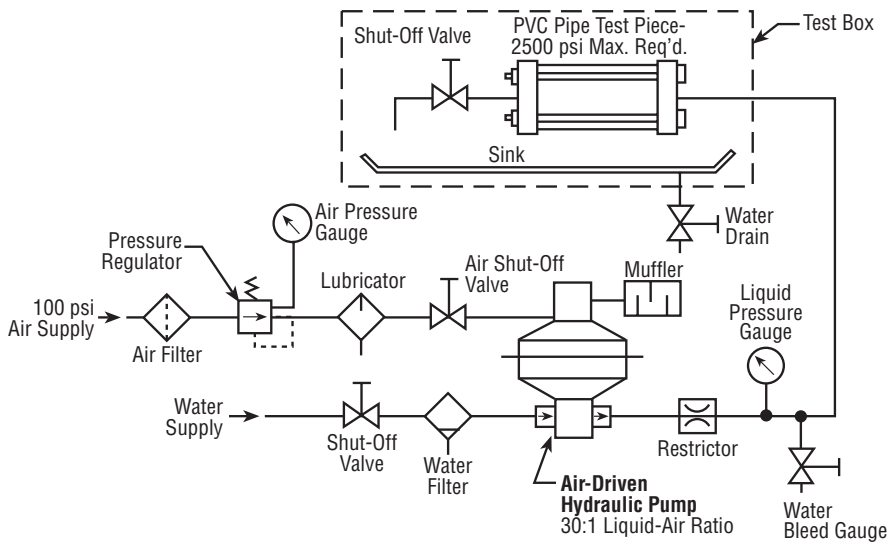 PVC Pipe Test Piece-
2500 psi Max. Req'd.
Shut-Off Valve
Test Box
Sink
Water
Drain
Air Pressure
Gauge
Pressure
Regulator
Lubricator
Air Shut-Off
Valve
Muffler
Liquid
Pressure
Gauge
100 psi
Air Supply
Air Filter
Water
Supply
Shut-Off
Valve
Water
Filter
Restrictor
Air-Driven
Hydraulic Pump
30:1 Liquid-Air Ratio
Water
Bleed Gauge